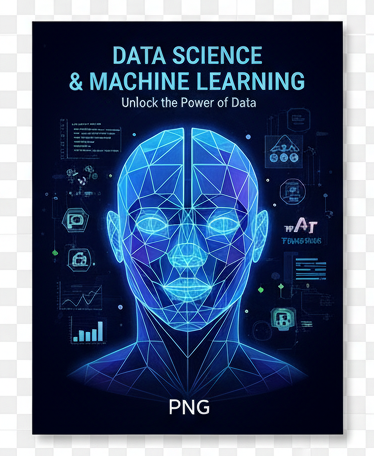 DATA SCIENCE
& MACHINE LEARNING
Unlock the Power of Data
PNG